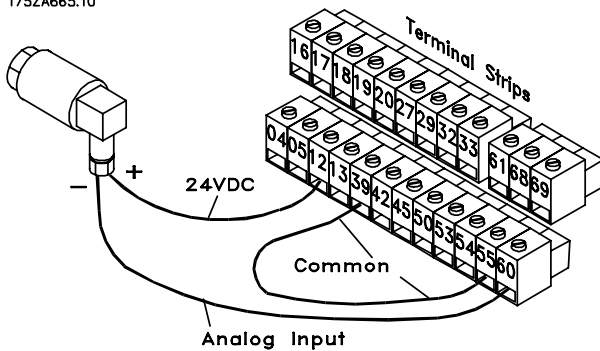 175ZA665.10
Terminal Strips
16 17 18 19 20 27 29 32 33
61 68 69
04 05 12 13 39 42 45 50 53 54 55 60
− +
24VDC
Common
Analog Input